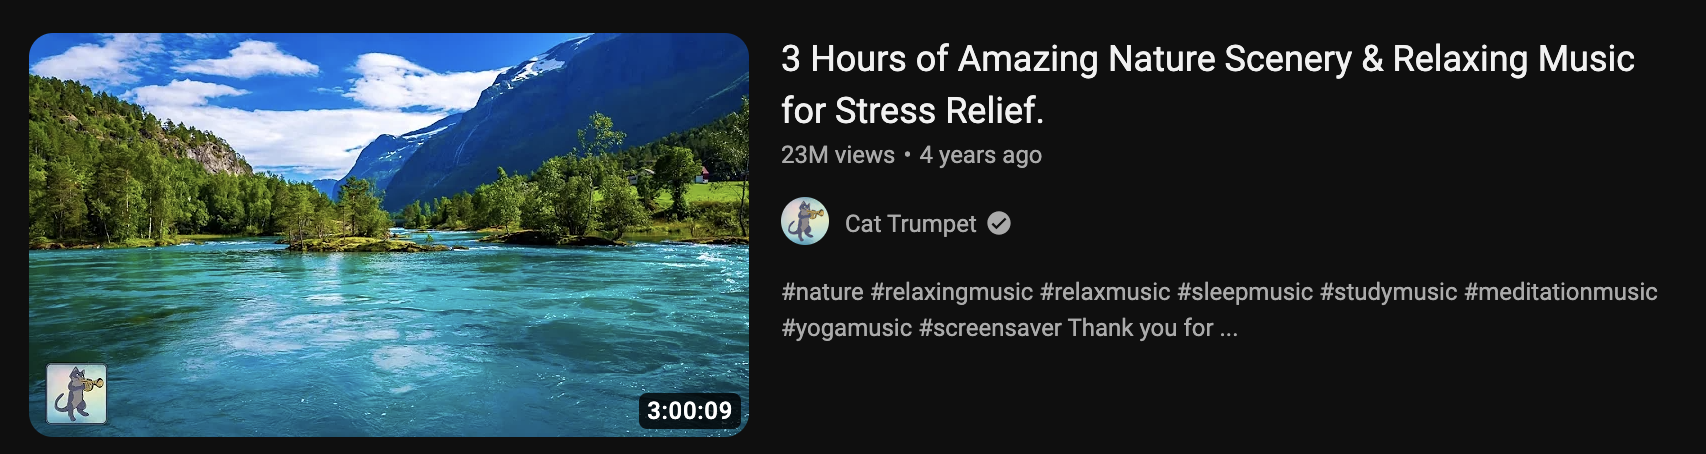 3 Hours of Amazing Nature Scenery & Relaxing Music
for Stress Relief.
23M views • 4 years ago
Cat Trumpet
#nature #relaxingmusic #relaxmusic #sleepmusic #studymusic #meditationmusic
#yogamusic #screensaver Thank you for ...
3:00:09